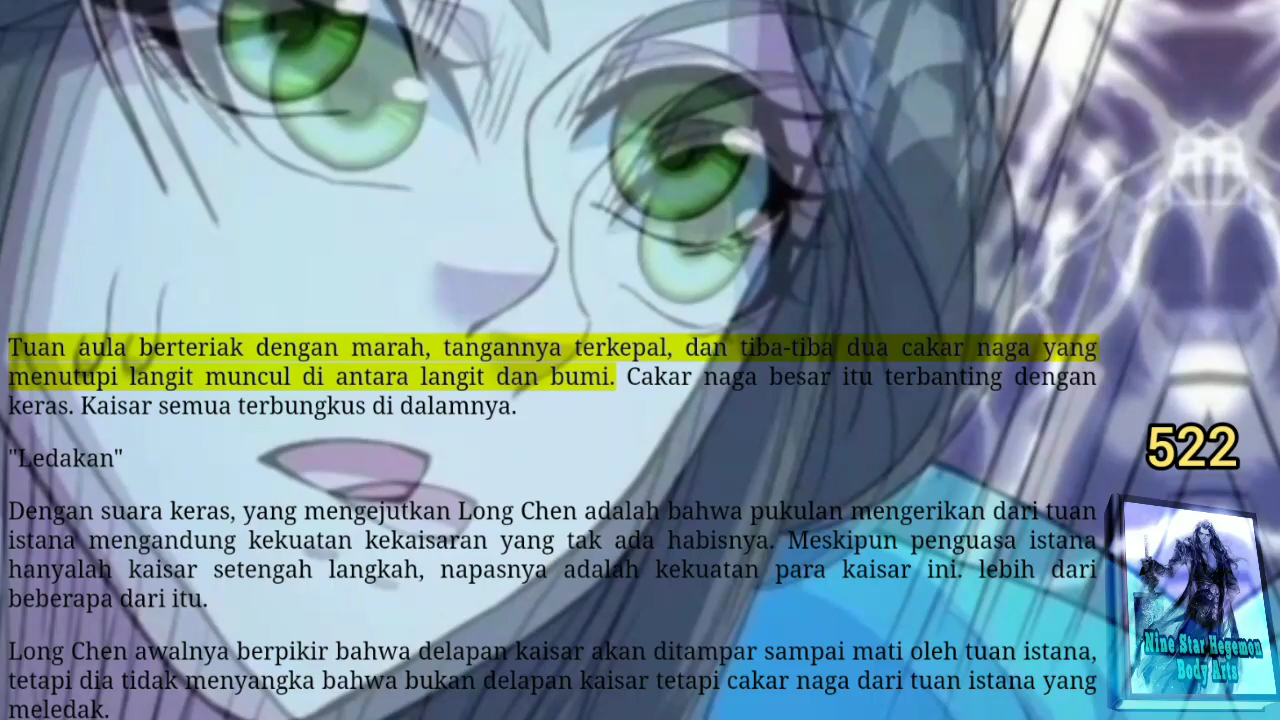 Tuan aula berteriak dengan marah, tangannya terkepal, dan tiba-tiba dua cakar naga yang
menutupi langit muncul di antara langit dan bumi. Cakar naga besar itu terbanting dengan
keras. Kaisar semua terbungkus di dalamnya.
"Ledakan"
Dengan suara keras, yang mengejutkan Long Chen adalah bahwa pukulan mengerikan dari tuan
istana mengandung kekuatan kekaisaran yang tak ada habisnya. Meskipun penguasa istana
hanyalah kaisar setengah langkah, napasnya adalah kekuatan para kaisar ini. lebih dari
beberapa dari itu.
Long Chen awalnya berpikir bahwa delapan kaisar akan ditampar sampai mati oleh tuan istana,
tetapi dia tidak menyangka bahwa bukan delapan kaisar tetapi cakar naga dari tuan istana yang
meledak.
522
Nine Star Hegemon
Body Arts